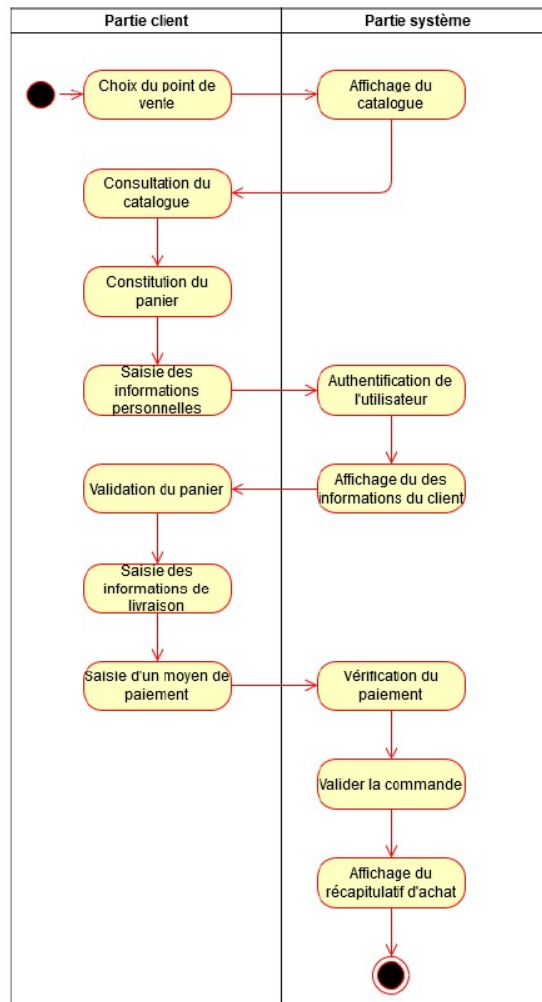 Partie client
Partie système
Choix du point de
vente
Affichage du
catalogue
Consultation du
catalogue
Constitution du
panier
Saisie des
informations
personnelles
Authentification de
l'utilisateur
Affichage du des
informations du client
Validation du panier
Saisie des
informations de
livraison
Saisie d'un moyen de
paiement
Vérification du
paiement
Valider la commande
Affichage du
récapitulatif d'achat